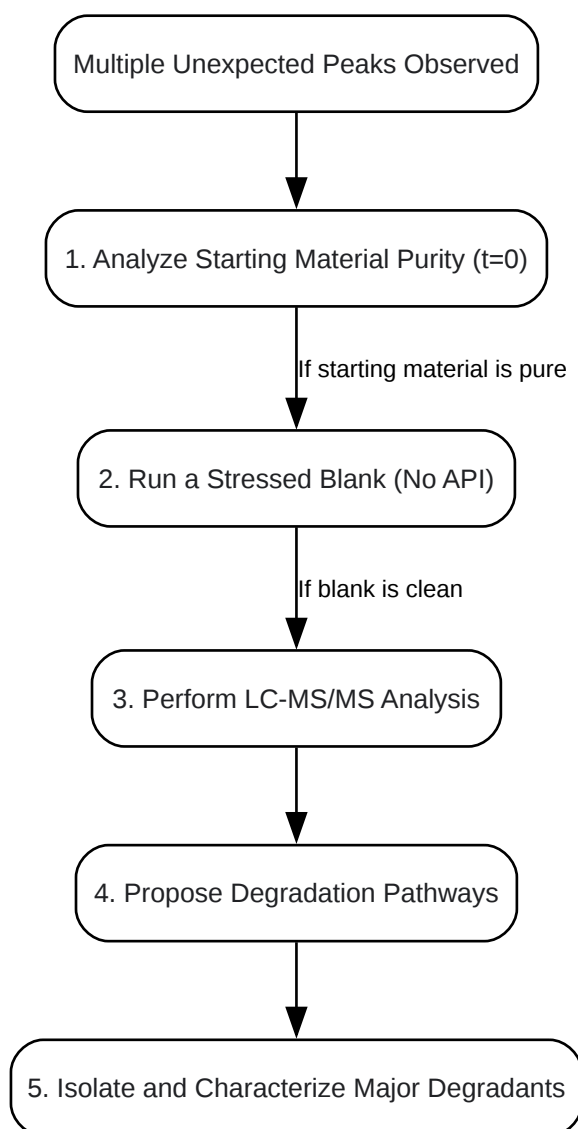 Multiple Unexpected Peaks Observed
1. Analyze Starting Material Purity (t=0)
If starting material is pure
2. Run a Stressed Blank (No API)
If blank is clean
3. Perform LC-MS/MS Analysis
4. Propose Degradation Pathways
5. Isolate and Characterize Major Degradants